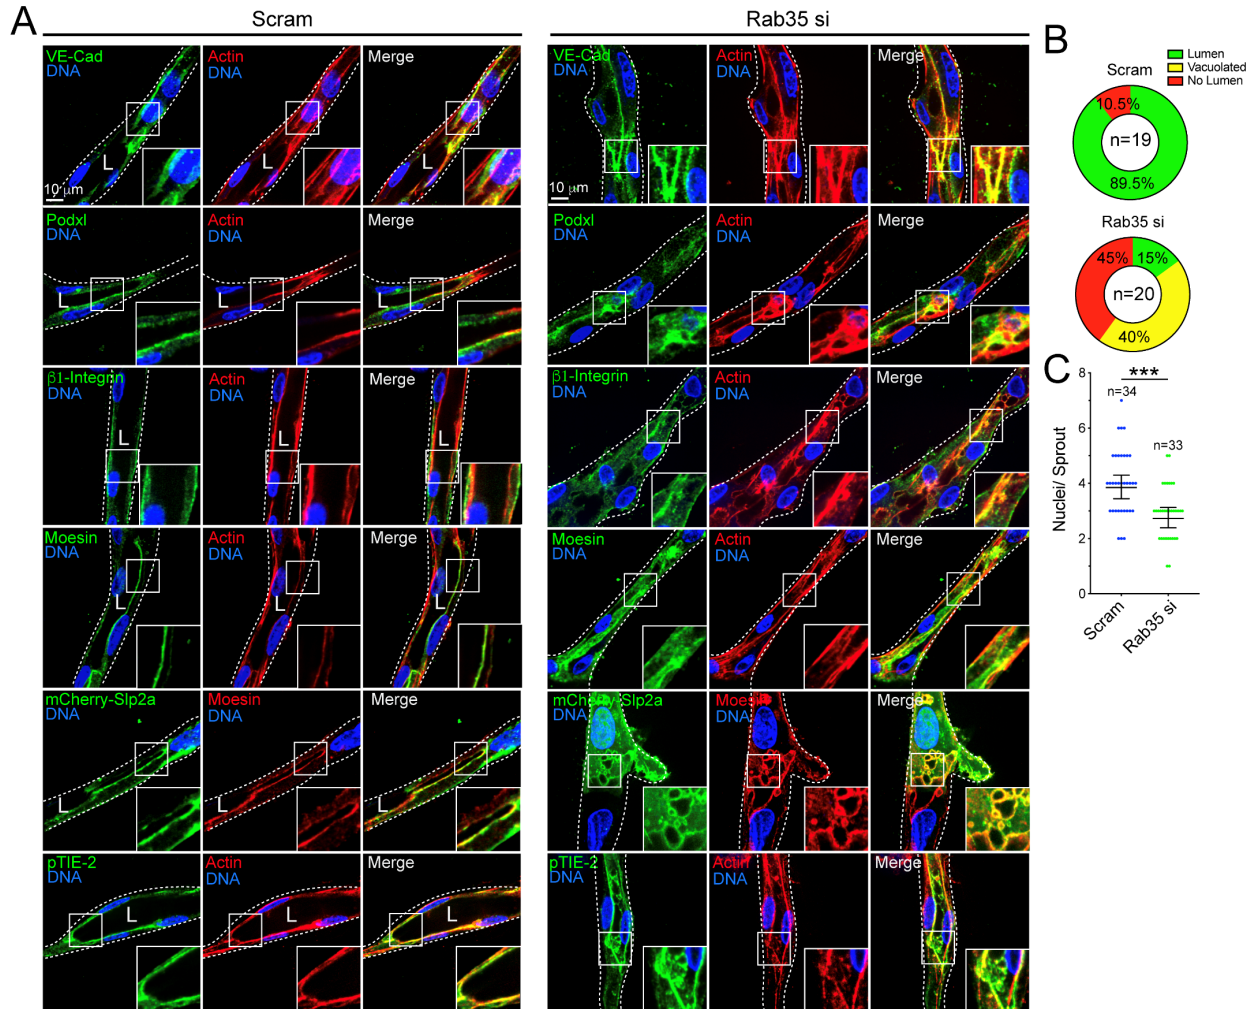 A
Scram
Rab35 si
VE-Cad
DNA
Actin
DNA
Merge
L
10 μm
VE-Cad
DNA
Actin
DNA
Merge
10 μm
Podxl
DNA
Actin
DNA
Merge
L
Podxl
DNA
Actin
DNA
Merge
β1-Integrin
DNA
Actin
DNA
Merge
L
L
L
β1-Integrin
DNA
Actin
DNA
Merge
Moesin
DNA
Actin
DNA
Merge
L
L
L
Moesin
DNA
Actin
DNA
Merge
mCherry-Slp2a
DNA
Moesin
DNA
Merge
L
L
L
mCherry-Slp2a
DNA
Moesin
DNA
Merge
pTIE-2
DNA
Actin
DNA
Merge
L
L
L
pTIE-2
DNA
Actin
DNA
Merge
B
Lumen
Vacuolated
No Lumen
Scram
10.5%
n=19
89.5%
Rab35 si
45%
15%
n=20
40%
C
8
6
4
2
0
Nuclei/ Sprout
n=34
***
n=33
Scram
Rab35 si